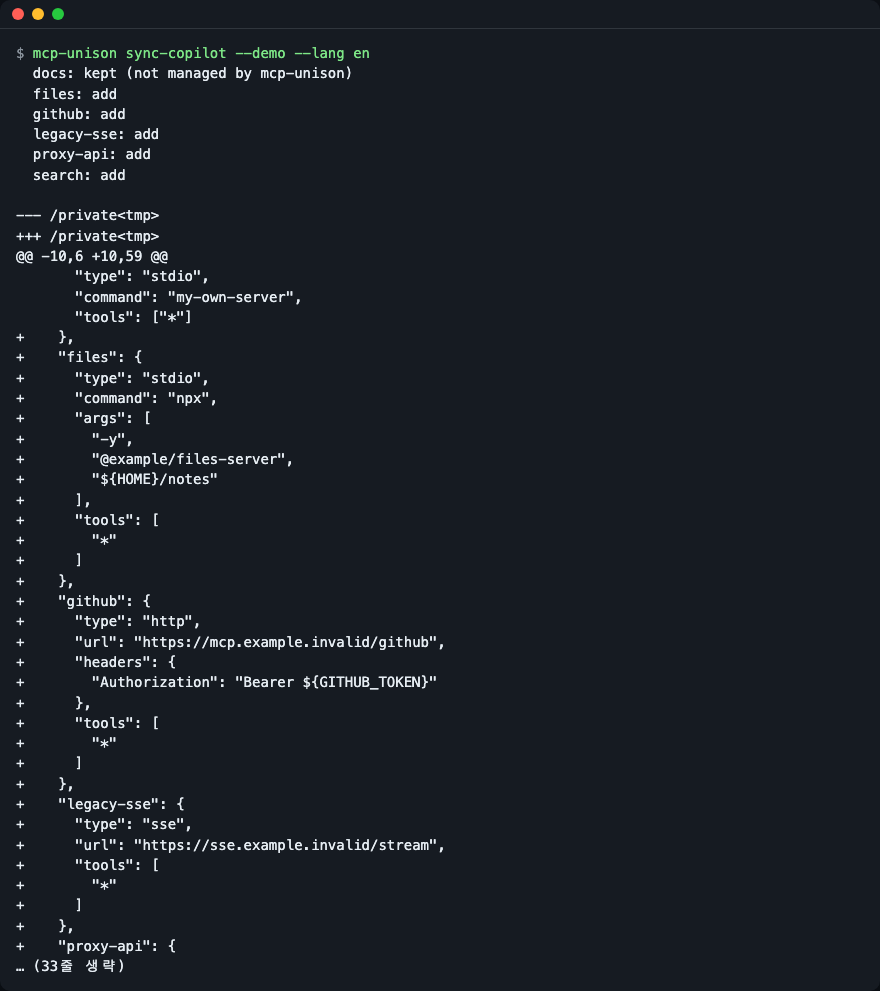 $ mcp-unison sync-copilot --demo --lang en
  docs: kept (not managed by mcp-unison)
  files: add
  github: add
  legacy-sse: add
  proxy-api: add
  search: add

--- /private<tmp>
+++ /private<tmp>
@@ -10,6 +10,59 @@
       "type": "stdio",
       "command": "my-own-server",
       "tools": ["*"]
+    },
+    "files": {
+      "type": "stdio",
+      "command": "npx",
+      "args": [
+        "-y",
+        "@example/files-server",
+        "${HOME}/notes"
+      ],
+      "tools": [
+        "*"
+      ]
+    },
+    "github": {
+      "type": "http",
+      "url": "https://mcp.example.invalid/github",
+      "headers": {
+        "Authorization": "Bearer ${GITHUB_TOKEN}"
+      },
+      "tools": [
+        "*"
+      ]
+    },
+    "legacy-sse": {
+      "type": "sse",
+      "url": "https://sse.example.invalid/stream",
+      "tools": [
+        "*"
+      ]
+    },
+    "proxy-api": {
… (33줄 생략)